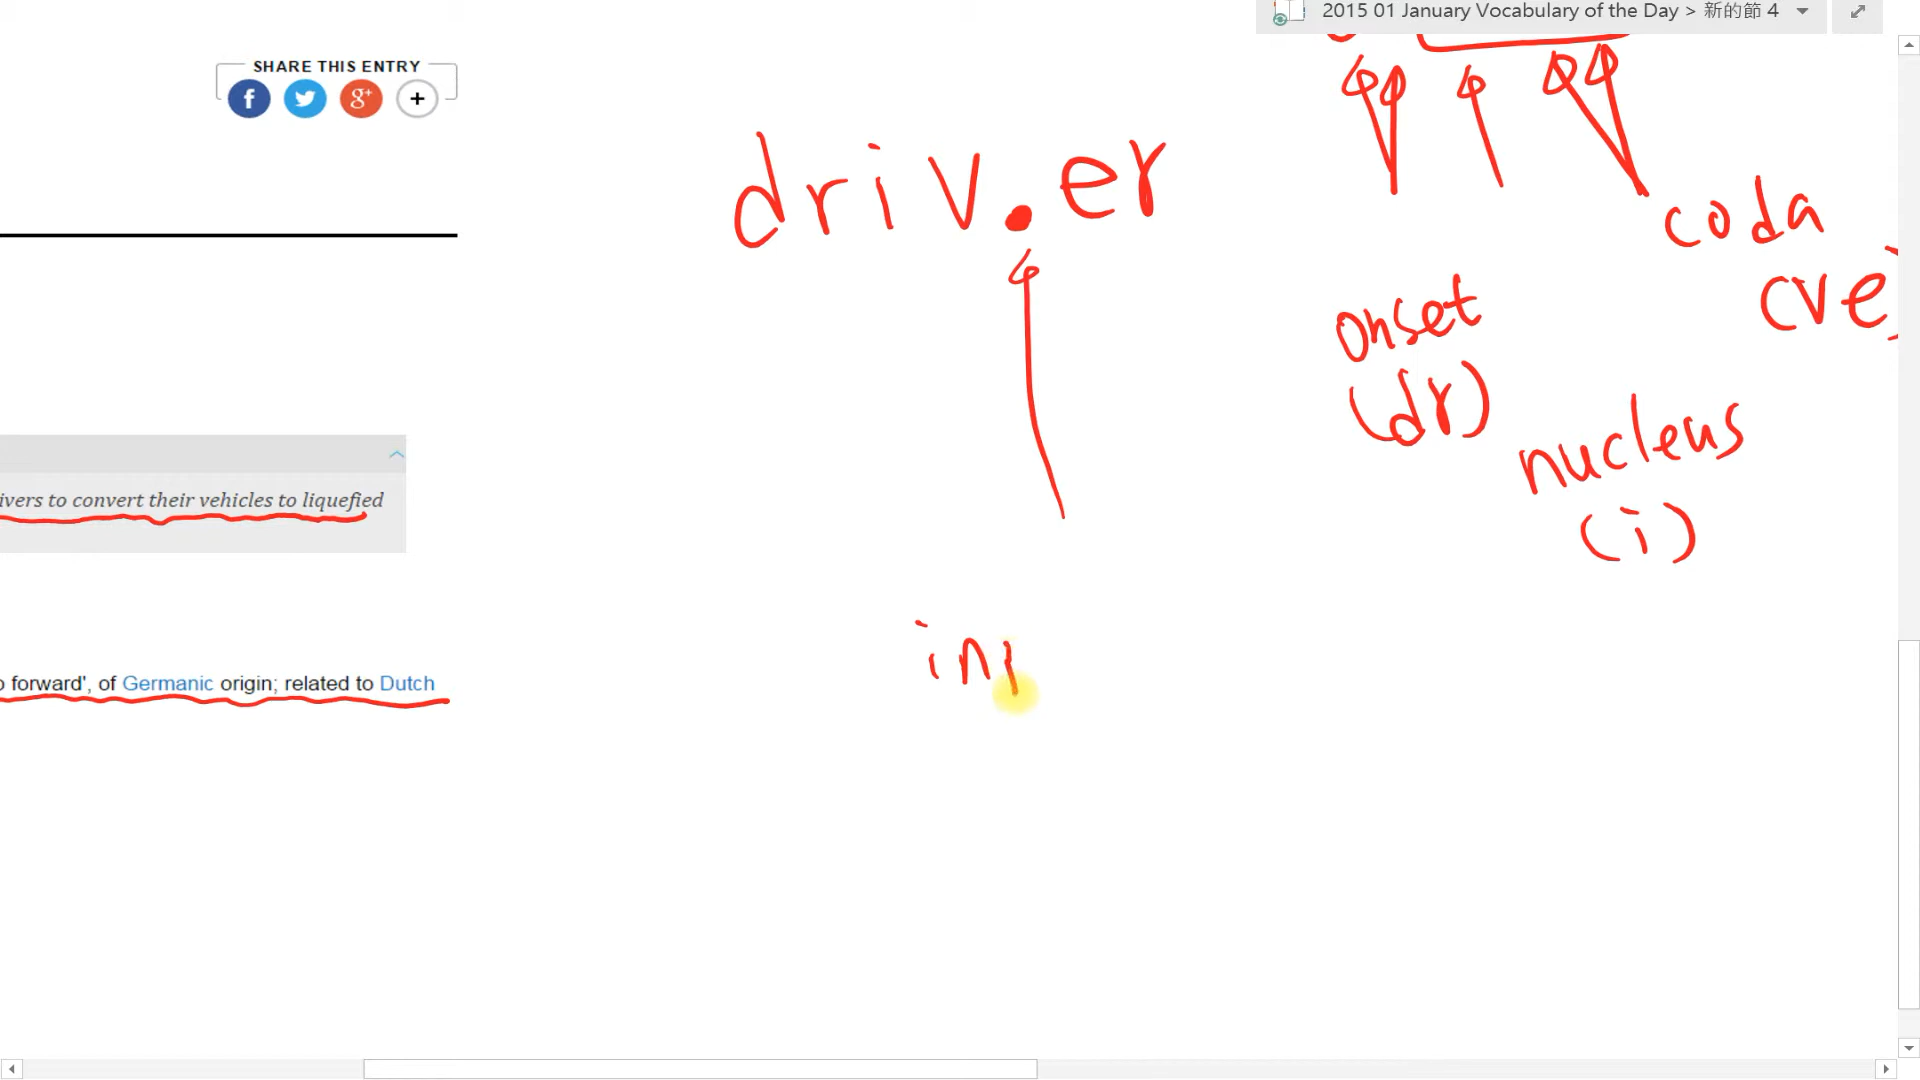 2015 01 January Vocabulary of the Day > 新的節 4
SHARE THIS ENTRY
f g+ +
driv.er
coda
(ve)
onset
(dr)
nucleus
(i)
ivers to convert their vehicles to liquefied
o forward', of Germanic origin; related to Dutch
in